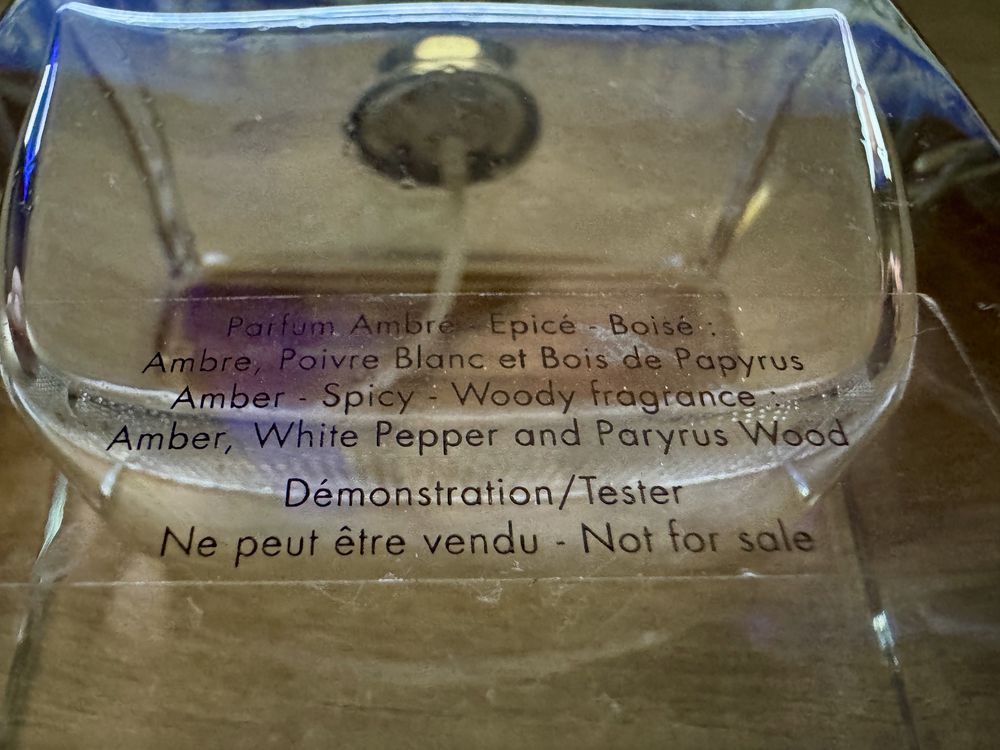 Parfum Ambre - Epicé - Boisé :
Ambre, Poivre Blanc et Bois de Papyrus
Amber - Spicy - Woody fragrance :
Amber, White Pepper and Paryrus Wood
Démonstration/Tester
Ne peut être vendu - Not for sale